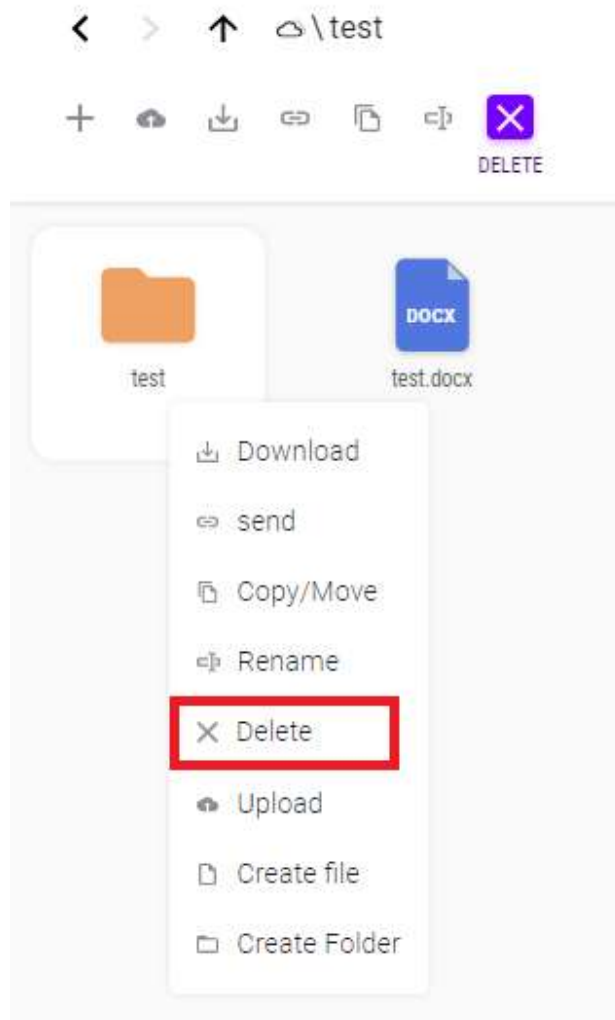 \ test
DELETE
DOCX
test
test.docx
Download
send
Copy/Move
Rename
Delete
Upload
Create file
Create Folder